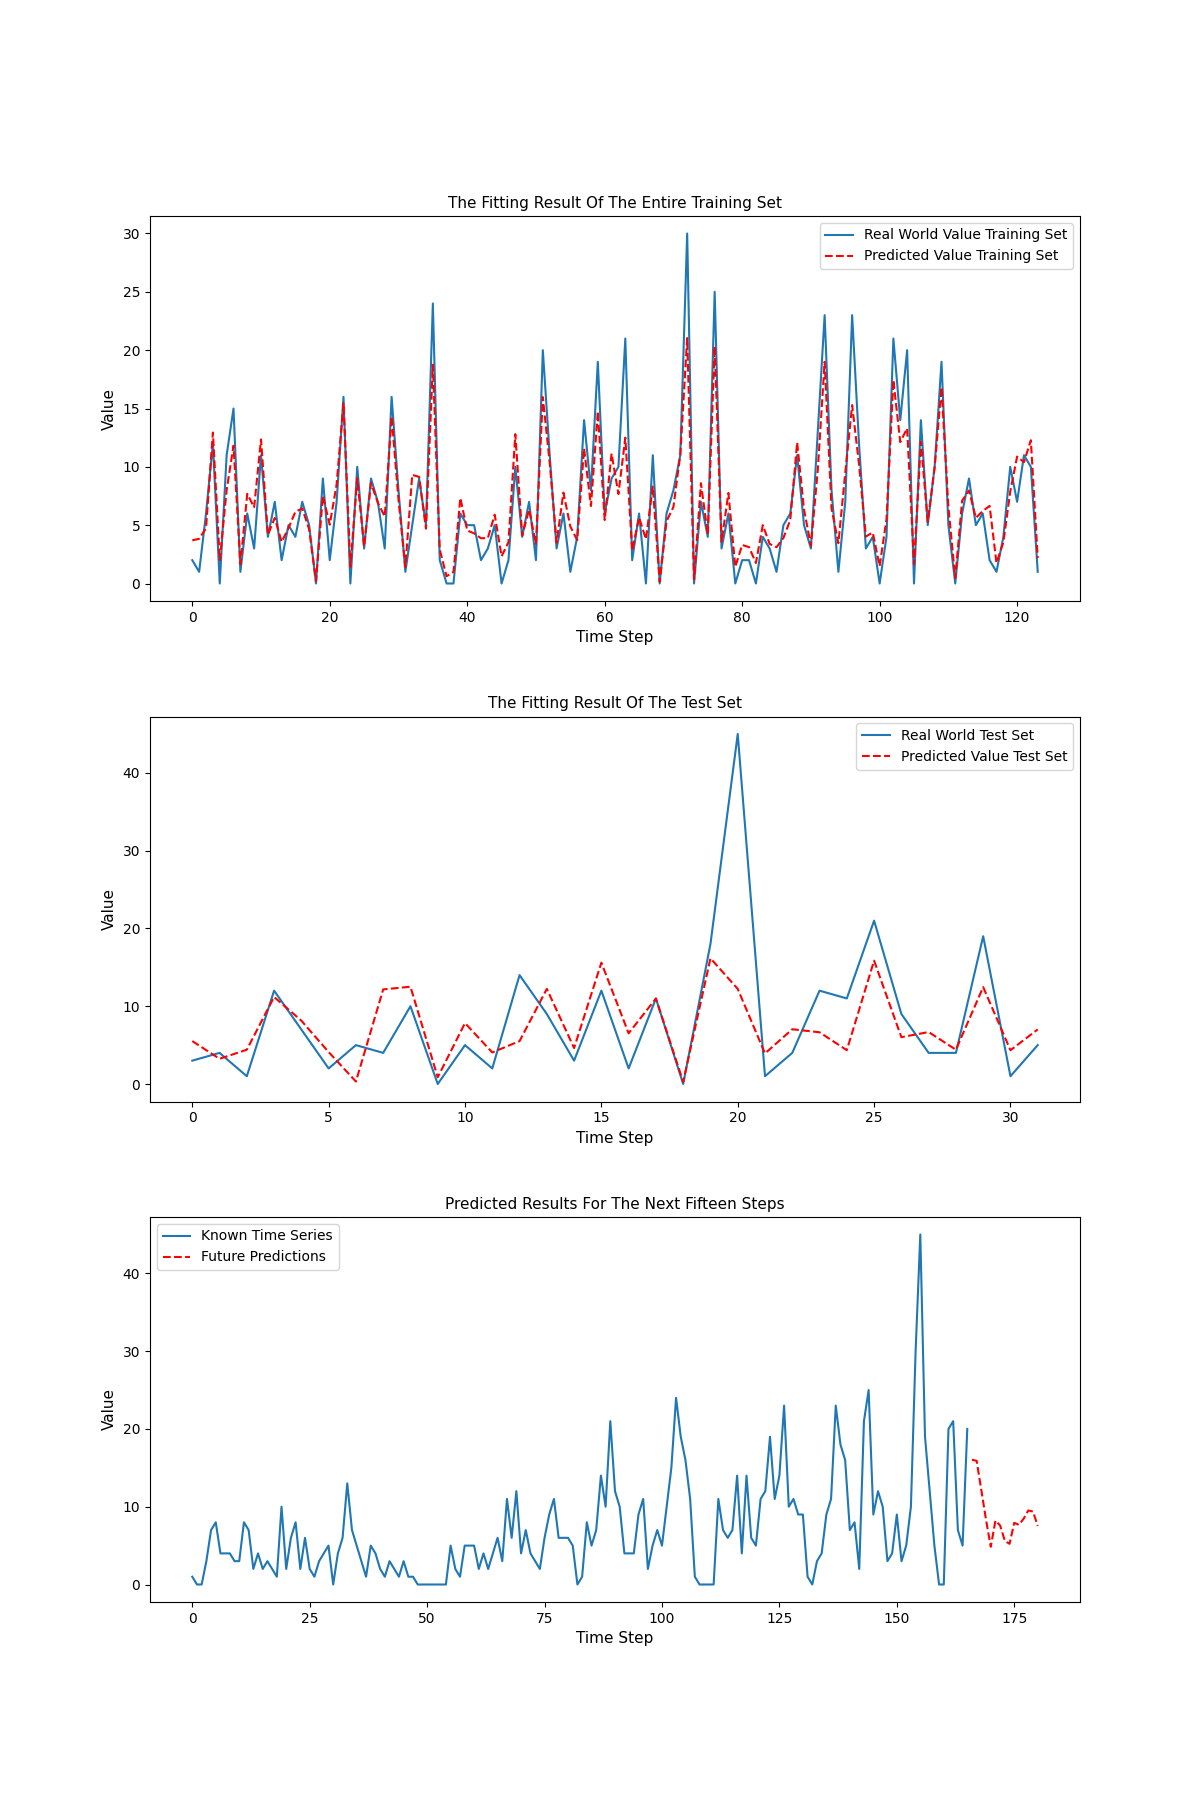 The Fitting Result Of The Entire Training Set
Real World Value Training Set
Predicted Value Training Set
Value
30
25
20
15
10
5
0
0 20 40 60 80 100 120
Time Step
The Fitting Result Of The Test Set
Real World Test Set
Predicted Value Test Set
Value
40
30
20
10
0
0 5 10 15 20 25 30
Time Step
Predicted Results For The Next Fifteen Steps
Known Time Series
Future Predictions
Value
40
30
20
10
0
0 25 50 75 100 125 150 175
Time Step